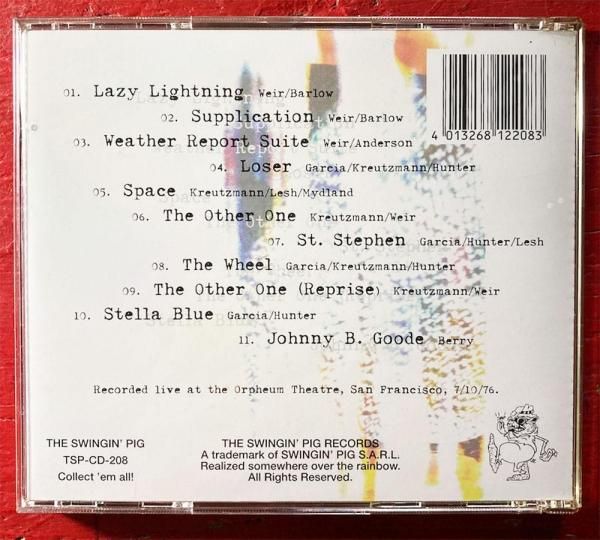 01. Lazy Lightning Weir/Barlow
02. Supplication Weir/Barlow
03. Weather Report Suite Weir/Anderson
04. Loser Garcia/Kreutzmann/Hunter
05. Space Kreutzmann/Lesh/Mydland
06. The Other One Kreutzmann/Weir
07. St. Stephen Garcia/Hunter/Lesh
08. The Wheel Garcia/Kreutzmann/Hunter
09. The Other One (Reprise) Kreutzmann/Weir
10. Stella Blue Garcia/Hunter
11. Johnny B. Goode Berry
4 013268 122083
Recorded live at the Orpheum Theatre, San Francisco, 7/10/76.
THE SWINGIN' PIG
TSP-CD-208
Collect 'em all!
THE SWINGIN' PIG RECORDS
A trademark of SWINGIN' PIG S.A.R.L.
Realized somewhere over the rainbow.
All Rights Reserved.